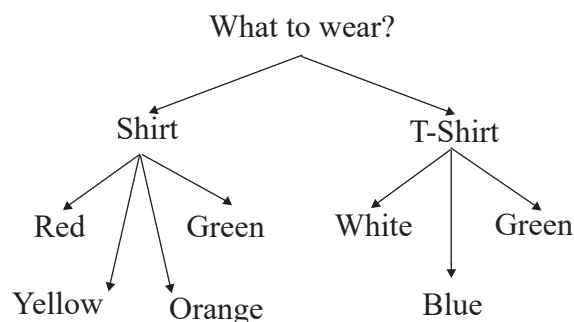 What to wear?
Shirt
T-Shirt
Red
Green
White
Green
Yellow
Orange
Blue